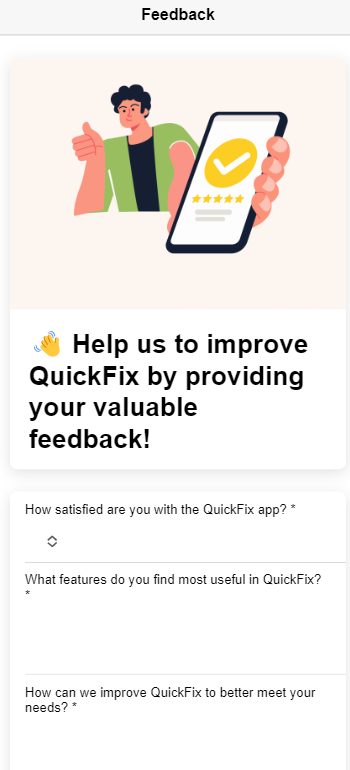 Feedback
👋 Help us to improve
QuickFix by providing
your valuable
feedback!
How satisfied are you with the QuickFix app? *
What features do you find most useful in QuickFix?
*
How can we improve QuickFix to better meet your
needs? *